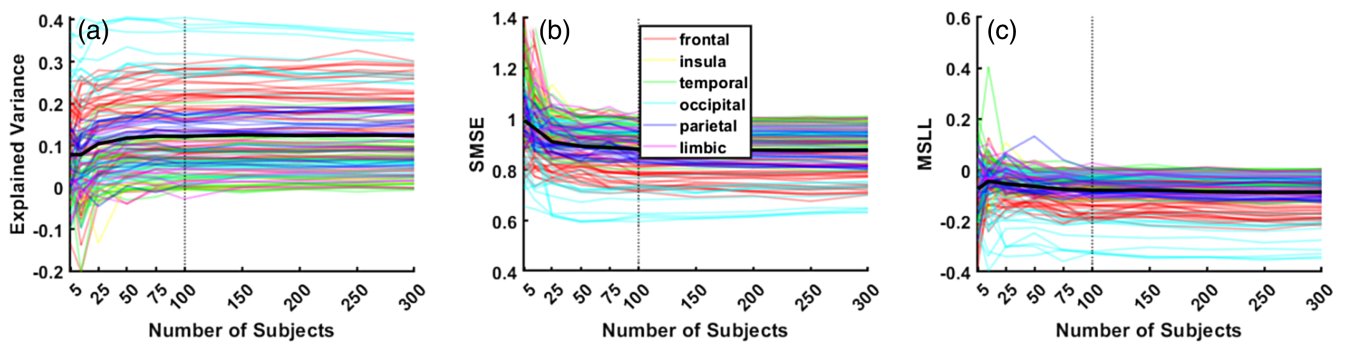 (a)
Explained Variance
0.4
0.3
0.2
0.1
0
-0.1
-0.2
5 25 50 75 100 150 200 250 300
Number of Subjects
(b)
SMSE
1.4
1.2
1
0.8
0.6
0.4
frontal
insula
temporal
occipital
parietal
limbic
5 25 50 75 100 150 200 250 300
Number of Subjects
(c)
MSLL
0.6
0.4
0.2
0
-0.2
-0.4
5 25 50 75 100 150 200 250 300
Number of Subjects